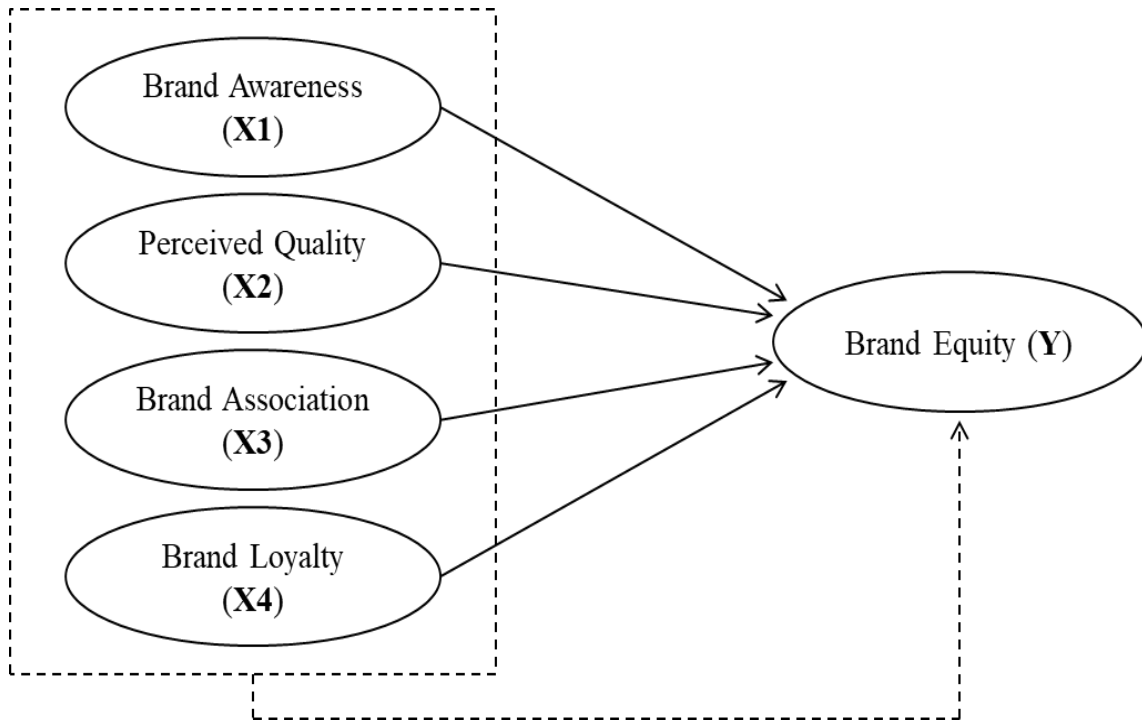 Brand Awareness
(X1)
Perceived Quality
(X2)
Brand Association
(X3)
Brand Loyalty
(X4)
Brand Equity (Y)